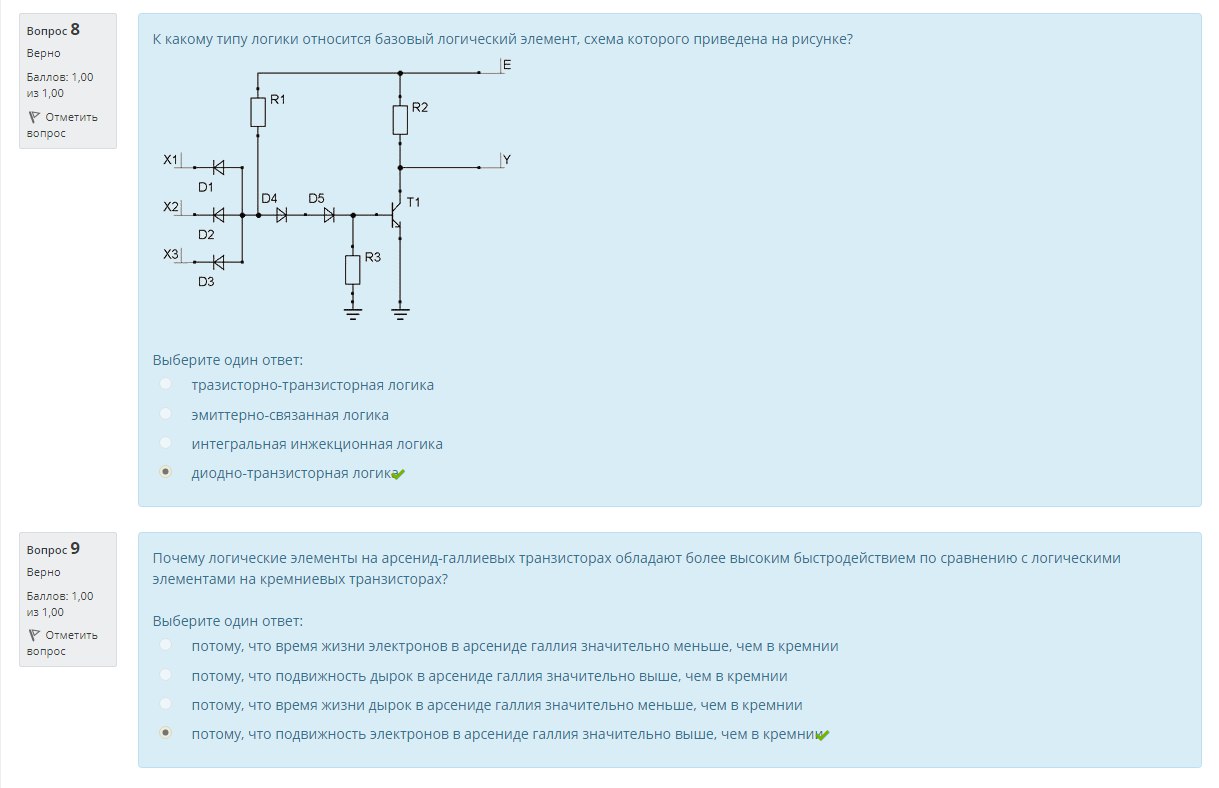 Вопрос 8
Верно
Баллов: 1,00
из 1,00
Отметить
вопрос
К какому типу логики относится базовый логический элемент, схема которого приведена на рисунке?
E
R1
R2
X1
Y
D1
D4
D5
T1
X2
D2
X3
R3
D3
Выберите один ответ:
тразисторно-транзисторная логика
эмиттерно-связанная логика
интегральная инжекционная логика
диодно-транзисторная логика
Вопрос 9
Верно
Баллов: 1,00
из 1,00
Отметить
вопрос
Почему логические элементы на арсенид-галлиевых транзисторах обладают более высоким быстродействием по сравнению с логическими
элементами на кремниевых транзисторах?
Выберите один ответ:
потому, что время жизни электронов в арсениде галлия значительно меньше, чем в кремнии
потому, что подвижность дырок в арсениде галлия значительно выше, чем в кремнии
потому, что время жизни дырок в арсениде галлия значительно меньше, чем в кремнии
потому, что подвижность электронов в арсениде галлия значительно выше, чем в кремнии